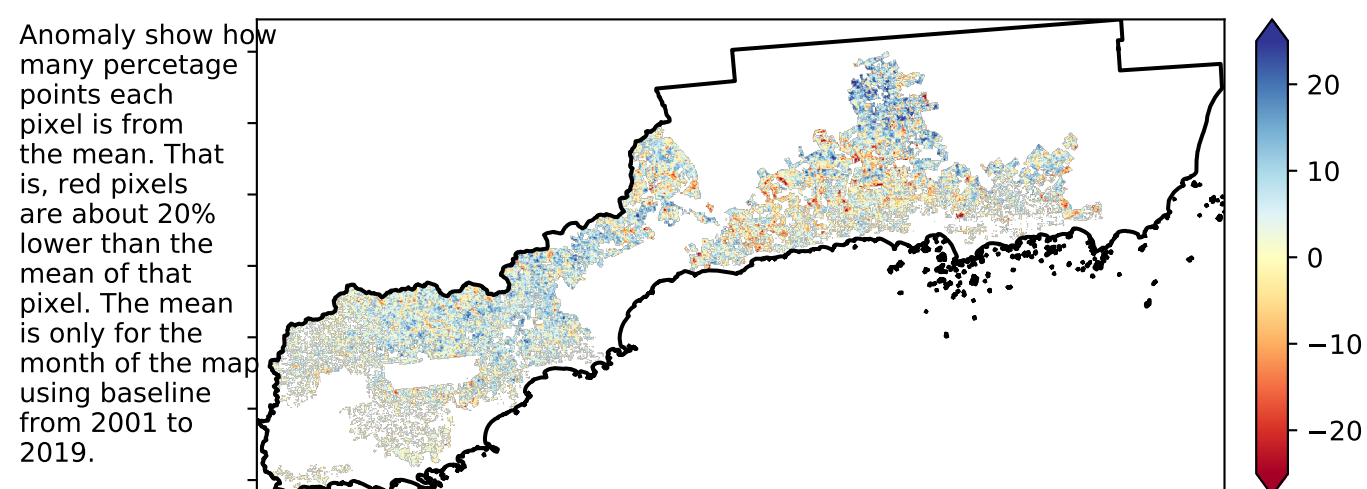 Anomaly show how
many percetage
points each
pixel is from
the mean. That
is, red pixels
are about 20%
lower than the
mean of that
pixel. The mean
is only for the
month of the map
using baseline
from 2001 to
2019.
20
10
0
−10
−20